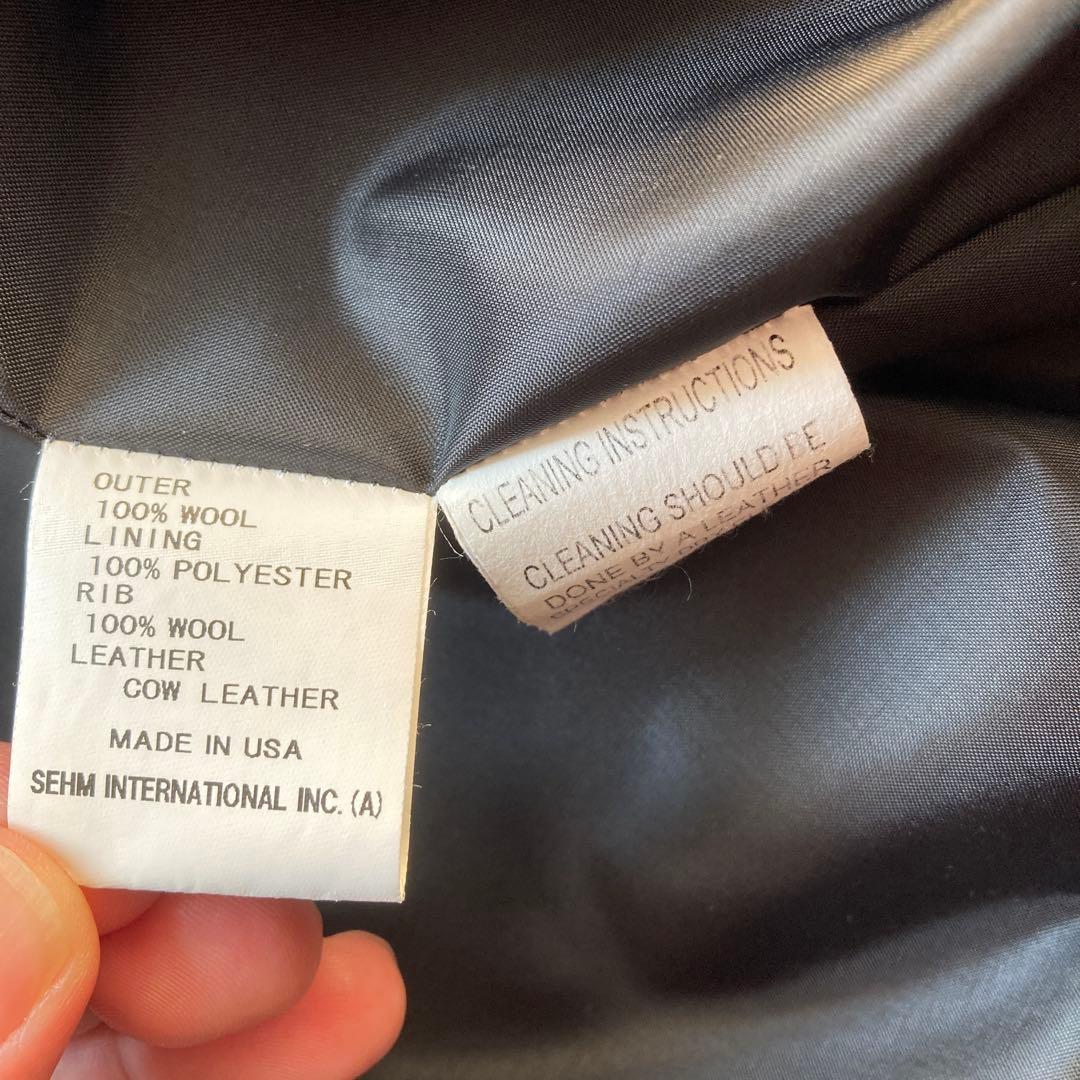 OUTER
100% WOOL
LINING
100% POLYESTER
RIB
100% WOOL
LEATHER
COW LEATHER
MADE IN USA
SEHM INTERNATIONAL INC. (A)
CLEANING INSTRUCTIONS
CLEANING SHOULD BE
DONE BY A LEATHER